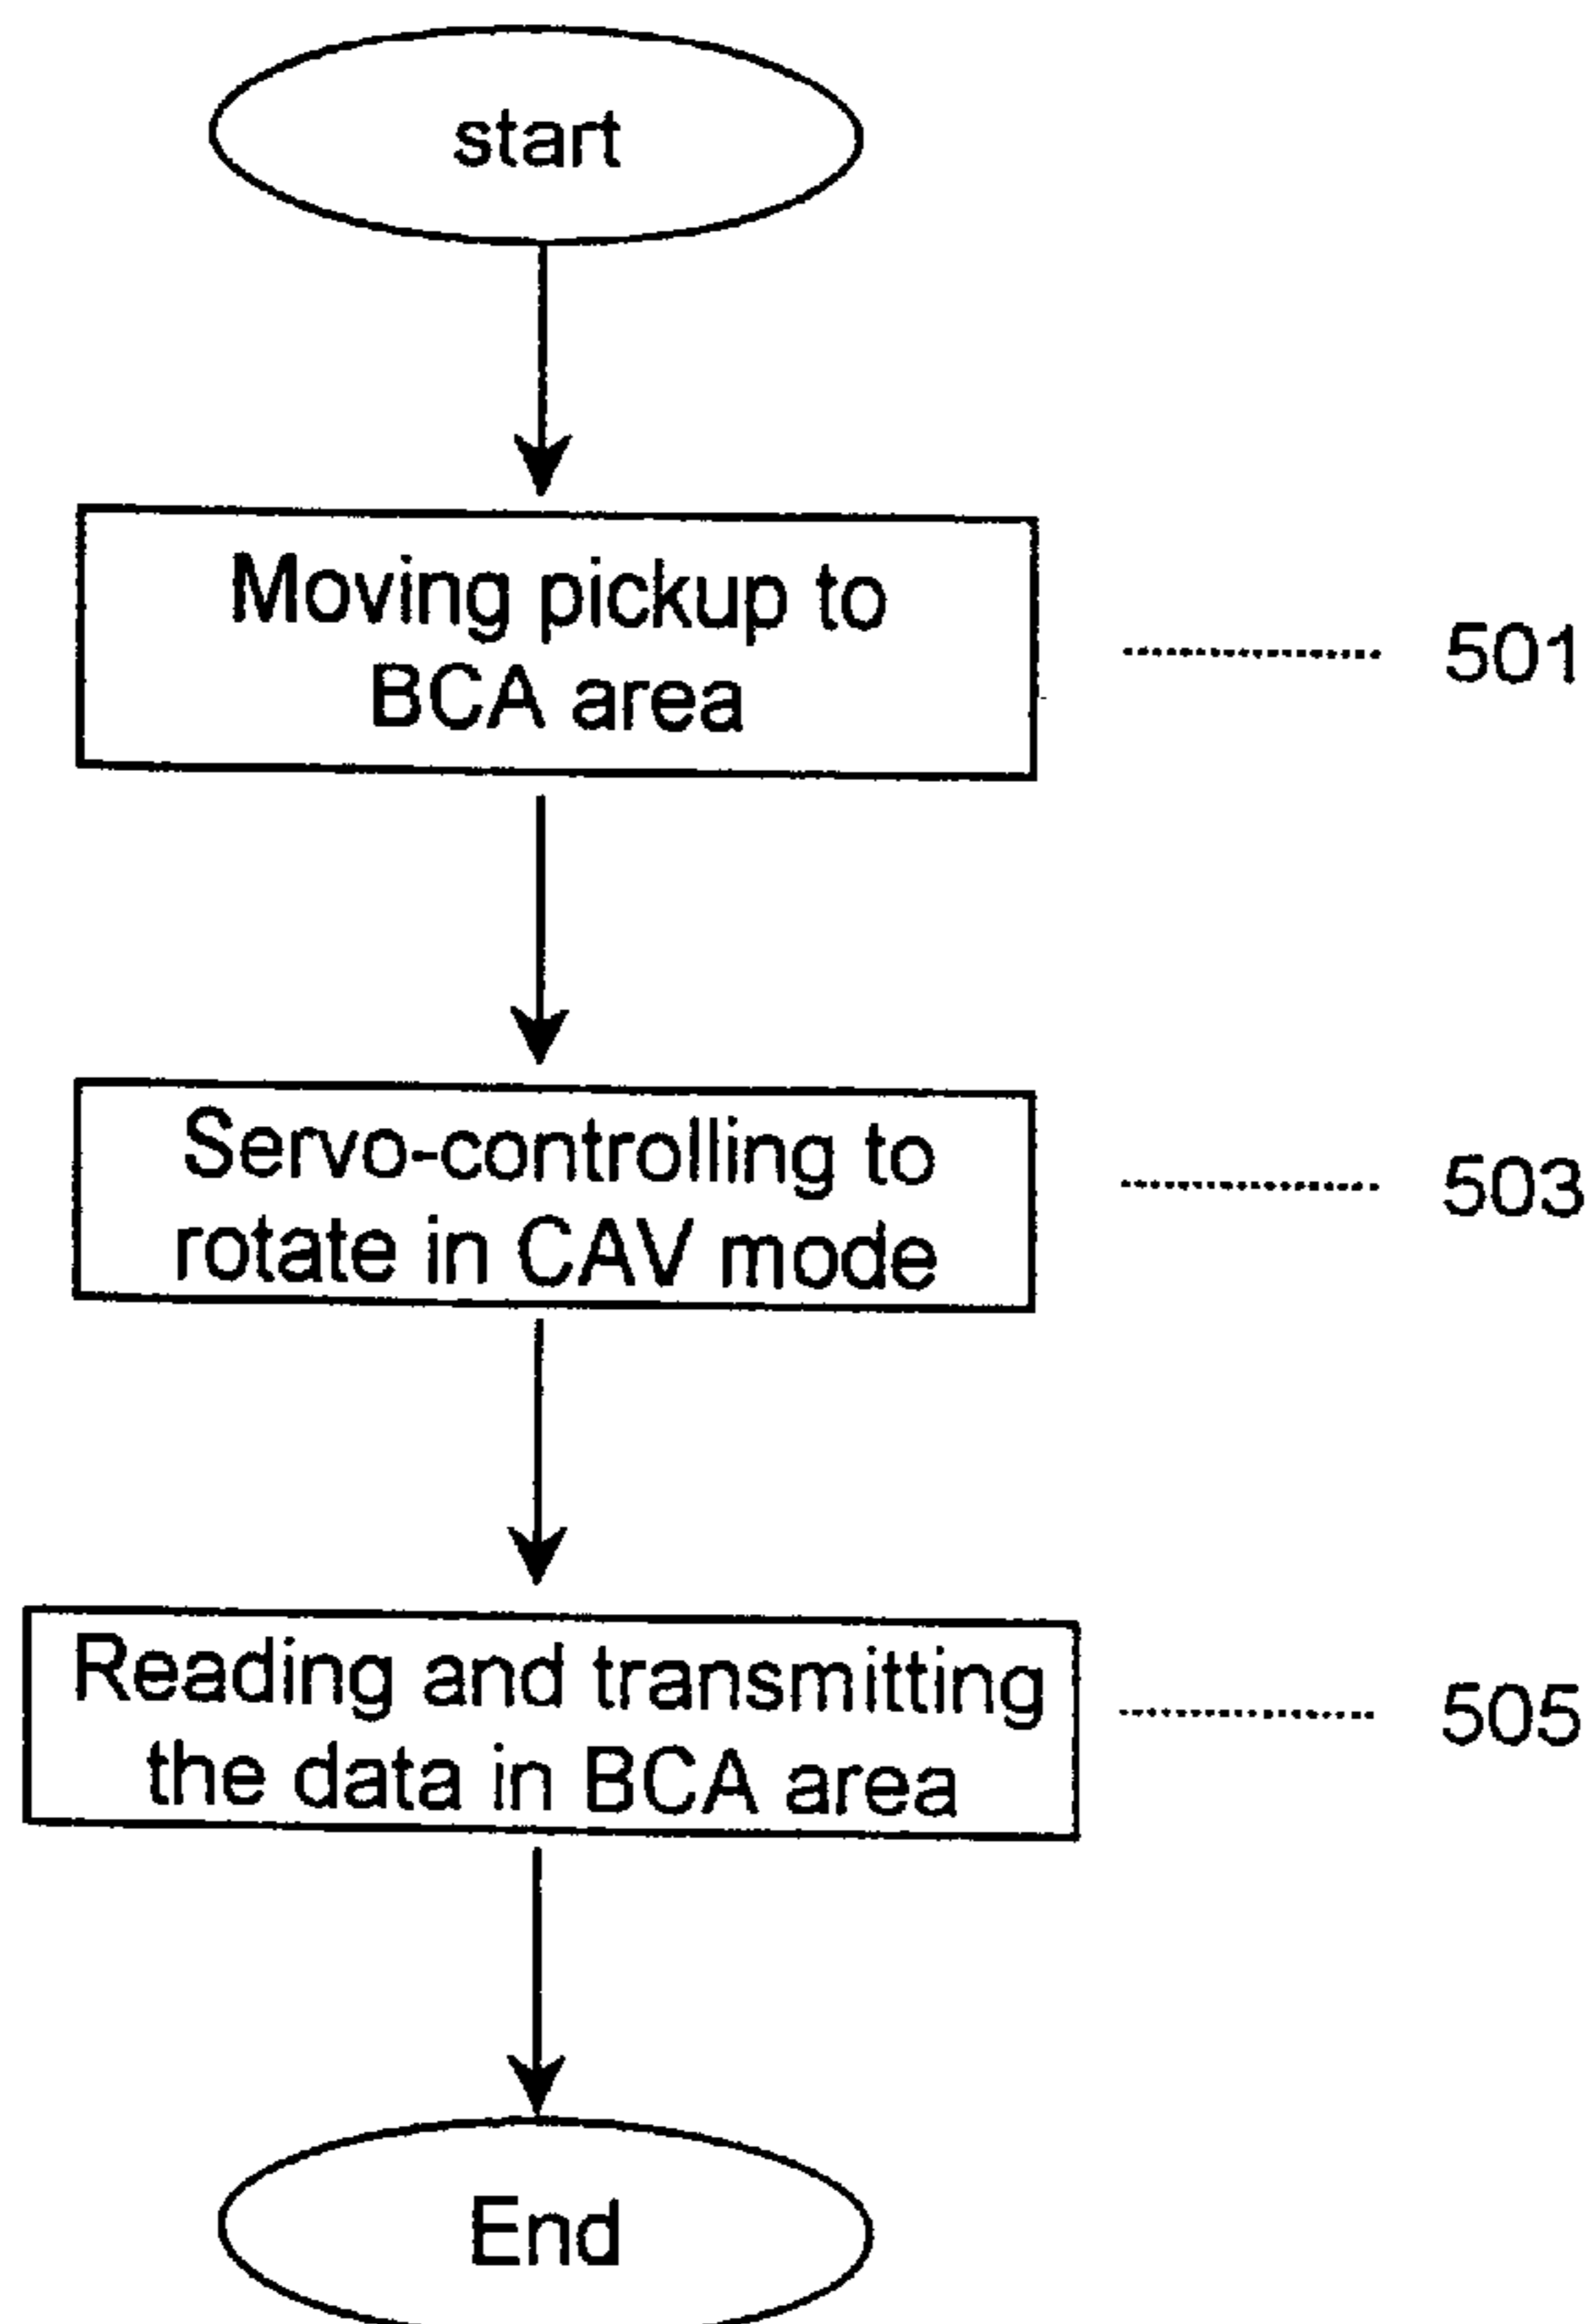 start
Moving pickup to
BCA area
501
Servo-controlling to
rotate in CAV mode
503
Reading and transmitting
the data in BCA area
505
End